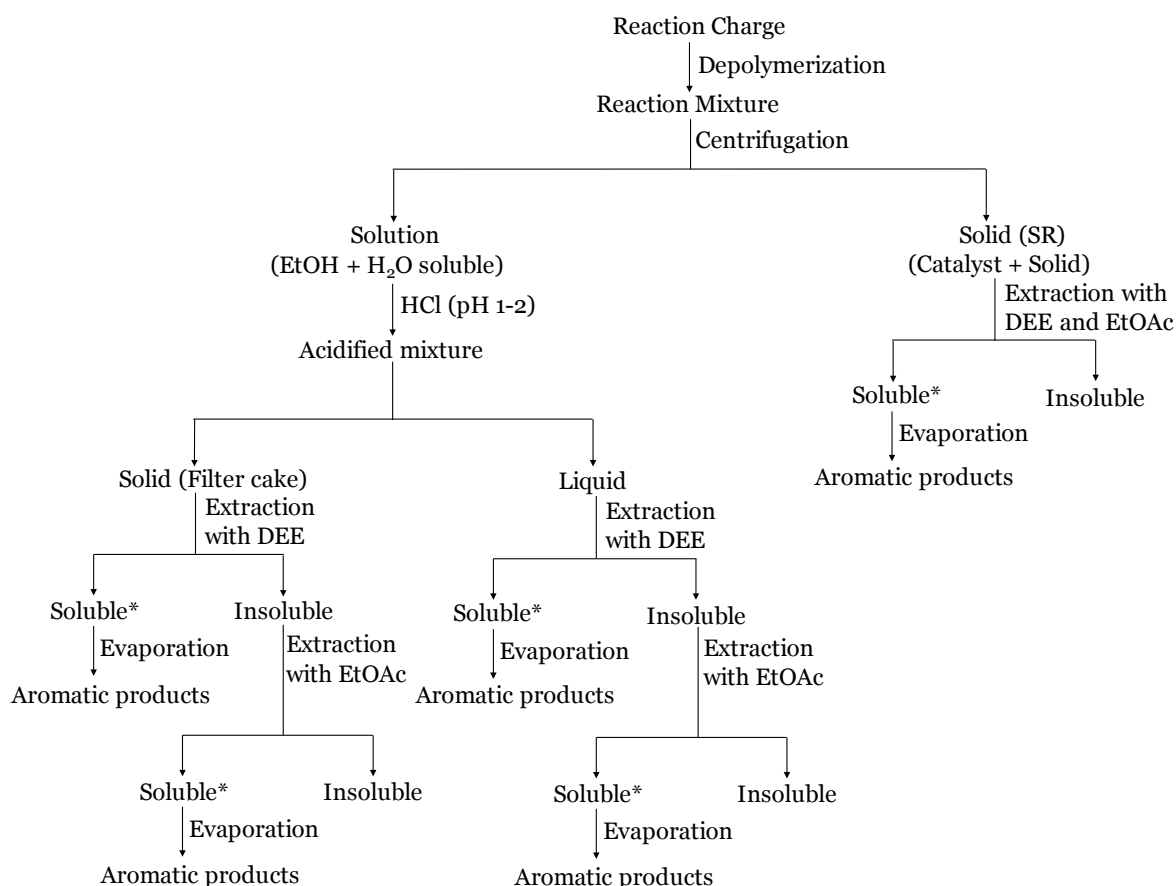 Reaction Charge
Depolymerization
Reaction Mixture
Centrifugation
Solution
(EtOH + H₂O soluble)
Solid (SR)
(Catalyst + Solid)
HCl (pH 1-2)
Extraction with
DEE and EtOAc
Acidified mixture
Soluble*
Insoluble
Evaporation
Aromatic products
Solid (Filter cake)
Extraction
with DEE
Liquid
Extraction
with DEE
Soluble*
Insoluble
Evaporation
Extraction
with EtOAc
Aromatic products
Soluble*
Insoluble
Evaporation
Extraction
with EtOAc
Aromatic products
Soluble*
Insoluble
Evaporation
Aromatic products
Soluble*
Insoluble
Evaporation
Aromatic products